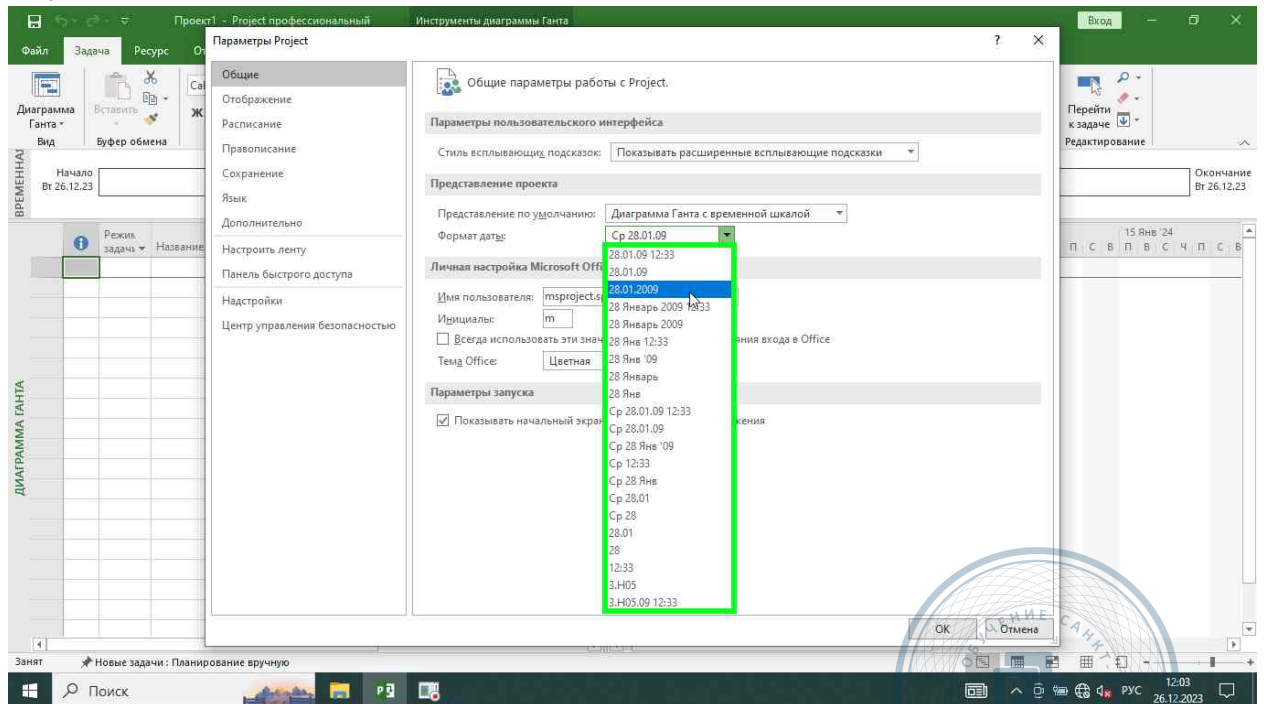 Проект1 - Project профессиональный
Инструменты диаграммы Ганта
Вход
Файл
Задача
Ресурс
От
Параметры Project
?
Диаграмма
Ганта
Вид
Вставить
Ж
Cal
Буфер обмена
Перейти
к задаче
Редактирование
ВРЕМЕННАЯ
Начало
Вт 26.12.23
Окончание
Вт 26.12.23
15 Янв '24
П С В П В С Ч П С В
Режим
задачи
Название
ДИАГРАММА ГАНТА
Общие
Отображение
Расписание
Правописание
Сохранение
Язык
Дополнительно
Настроить ленту
Панель быстрого доступа
Надстройки
Центр управления безопасностью
Общие параметры работы с Project.
Параметры пользовательского интерфейса
Стиль всплывающих подсказок: Показывать расширенные всплывающие подсказки
Представление проекта
Представление по умолчанию: Диаграмма Ганта с временной шкалой
Формат даты: Ср 28.01.09
Личная настройка Microsoft Offi
Имя пользователя: msproject.s
Инициалы: m
Всегда использовать эти знач
ния входа в Office
Тема Office: Цветная
Параметры запуска
Показывать начальный экран
жения
28.01.09 12:33
28.01.09
28.01.2009
28 Январь 2009 12:33
28 Январь 2009
28 Янв 12:33
28 Янв '09
28 Январь
28 Янв
Ср 28.01.09 12:33
Ср 28.01.09
Ср 28 Янв '09
Ср 12:33
Ср 28 Янв
Ср 28.01
Ср 28
28.01
28
12:33
3.Н05
3.Н05.09 12:33
ОК
Отмена
ОБУЧЕНИЕ САНКТ
Занят
Новые задачи : Планирование вручную
Поиск
РУС
12:03
26.12.2023